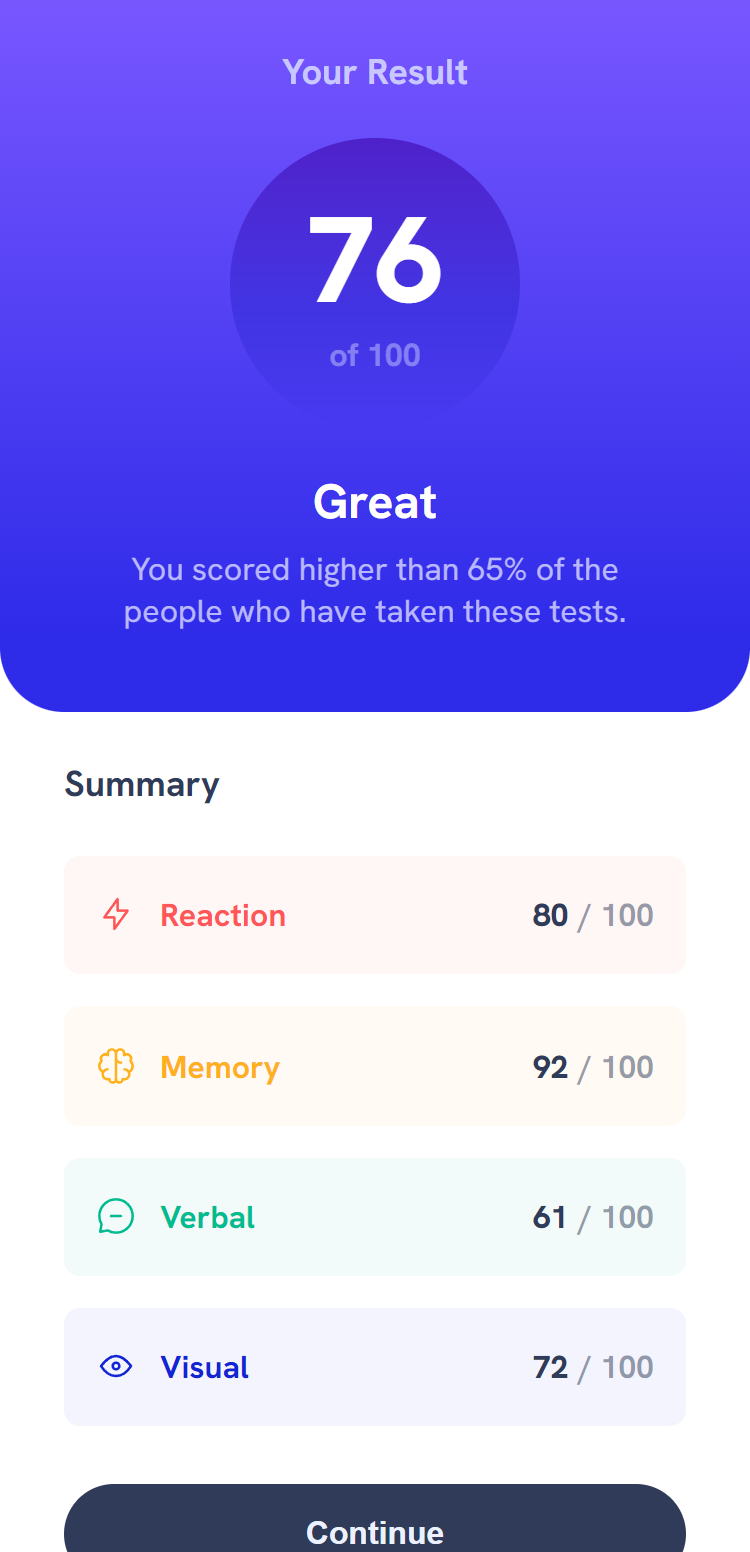 Your Result
76
of 100
Great
You scored higher than 65% of the
people who have taken these tests.
Summary
Reaction 80 / 100
Memory 92 / 100
Verbal 61 / 100
Visual 72 / 100
Continue